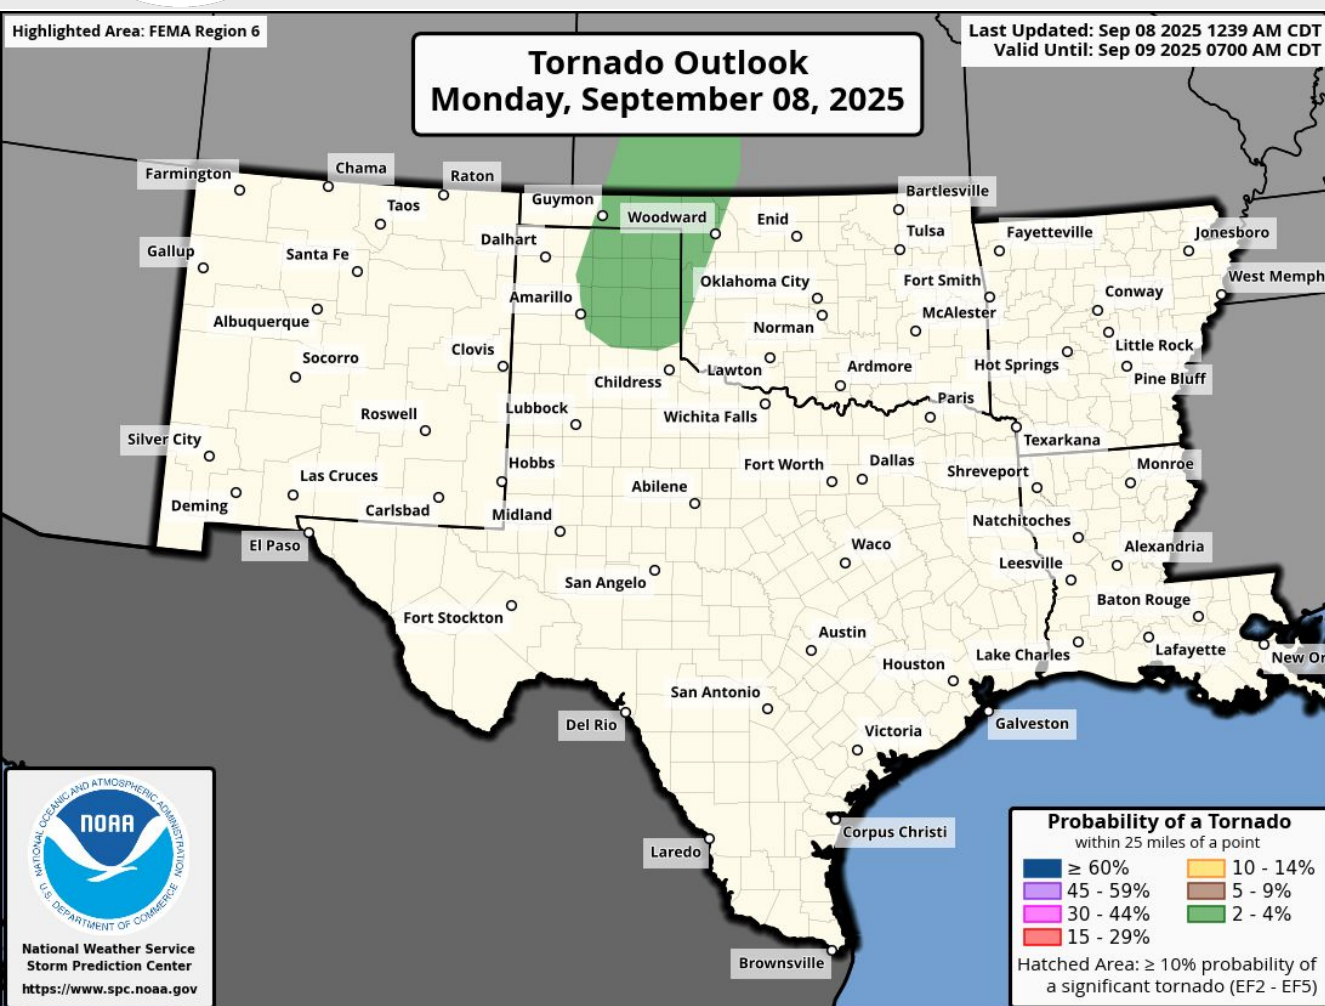 Highlighted Area: FEMA Region 6
Last Updated: Sep 08 2025 1239 AM CDT
Valid Until: Sep 09 2025 0700 AM CDT
Tornado Outlook
Monday, September 08, 2025
Farmington
Chama
Raton
Taos
Guymon
Woodward
Enid
Bartlesville
Tulsa
Fayetteville
Jonesboro
Gallup
Santa Fe
Dalhart
Oklahoma City
Fort Smith
West Memph
Amarillo
Conway
Albuquerque
Norman
McAlester
Little Rock
Socorro
Clovis
Childress
Lawton
Ardmore
Hot Springs
Pine Bluff
Roswell
Lubbock
Wichita Falls
Paris
Silver City
Texarkana
Las Cruces
Hobbs
Fort Worth
Dallas
Shreveport
Monroe
Deming
Carlsbad
Midland
Abilene
Natchitoches
El Paso
Waco
Alexandria
San Angelo
Leesville
Fort Stockton
Baton Rouge
Austin
Houston
Lake Charles
Lafayette
New Or
San Antonio
Del Rio
Galveston
Victoria
Corpus Christi
Laredo
Brownsville
NATIONAL OCEANIC AND ATMOSPHERIC ADMINISTRATION
NOAA
U.S. DEPARTMENT OF COMMERCE
National Weather Service
Storm Prediction Center
https://www.spc.noaa.gov
Probability of a Tornado
within 25 miles of a point
≥ 60%
10 - 14%
45 - 59%
5 - 9%
30 - 44%
2 - 4%
15 - 29%
Hatched Area: ≥ 10% probability of
a significant tornado (EF2 - EF5)